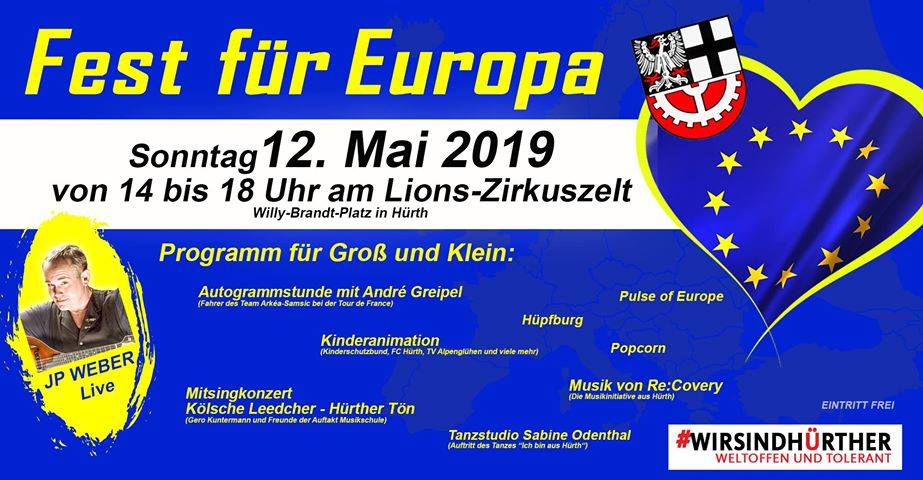 Fest für Europa
Sonntag 12. Mai 2019
von 14 bis 18 Uhr am Lions-Zirkuszelt
Willy-Brandt-Platz in Hürth
Programm für Groß und Klein:
Autogrammstunde mit André Greipel
(Fahrer des Team Arkéa-Samsic bei der Tour de France)
Pulse of Europe
Hüpfburg
Kinderanimation
(Kinderschutzbund, FC Hürth, TV Alpenglühen und viele mehr)
Popcorn
JP WEBER
Live
Mitsingkonzert
Kölsche Leedcher - Hürther Tön
(Gero Kuntermann und Freunde der Auftakt Musikschule)
Musik von Re:Covery
(Die Musikinitiative aus Hürth)
EINTRITT FREI
Tanzstudio Sabine Odenthal
(Auftritt des Tanzes "Ich bin aus Hürth")
#WIRSINDHÜRTHER
WELTOFFEN UND TOLERANT